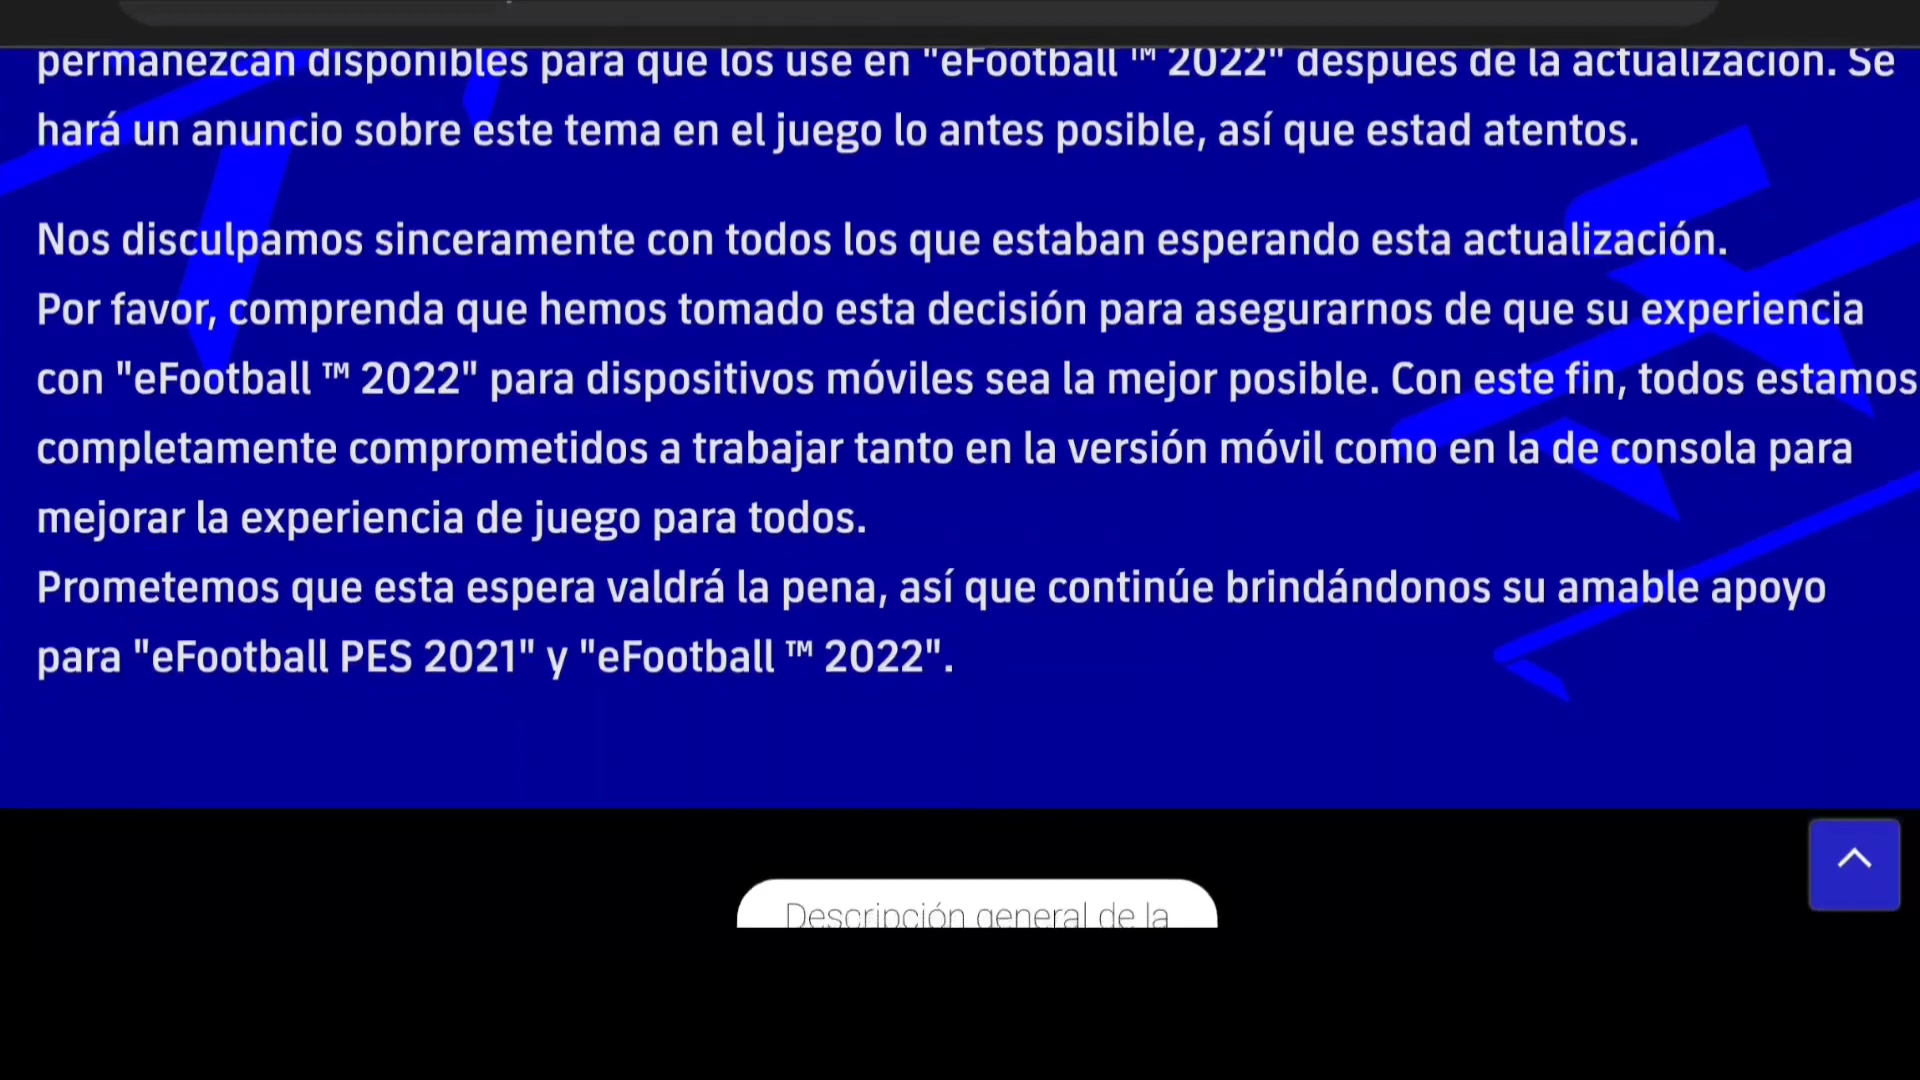 permanezcan disponibles para que los use en "eFootball ™ 2022" después de la actualización. Se
hará un anuncio sobre este tema en el juego lo antes posible, así que estad atentos.
Nos disculpamos sinceramente con todos los que estaban esperando esta actualización.
Por favor, comprenda que hemos tomado esta decisión para asegurarnos de que su experiencia
con "eFootball ™ 2022" para dispositivos móviles sea la mejor posible. Con este fin, todos estamos
completamente comprometidos a trabajar tanto en la versión móvil como en la de consola para
mejorar la experiencia de juego para todos.
Prometemos que esta espera valdrá la pena, así que continúe brindándonos su amable apoyo
para "eFootball PES 2021" y "eFootball ™ 2022".
Descripción general de la